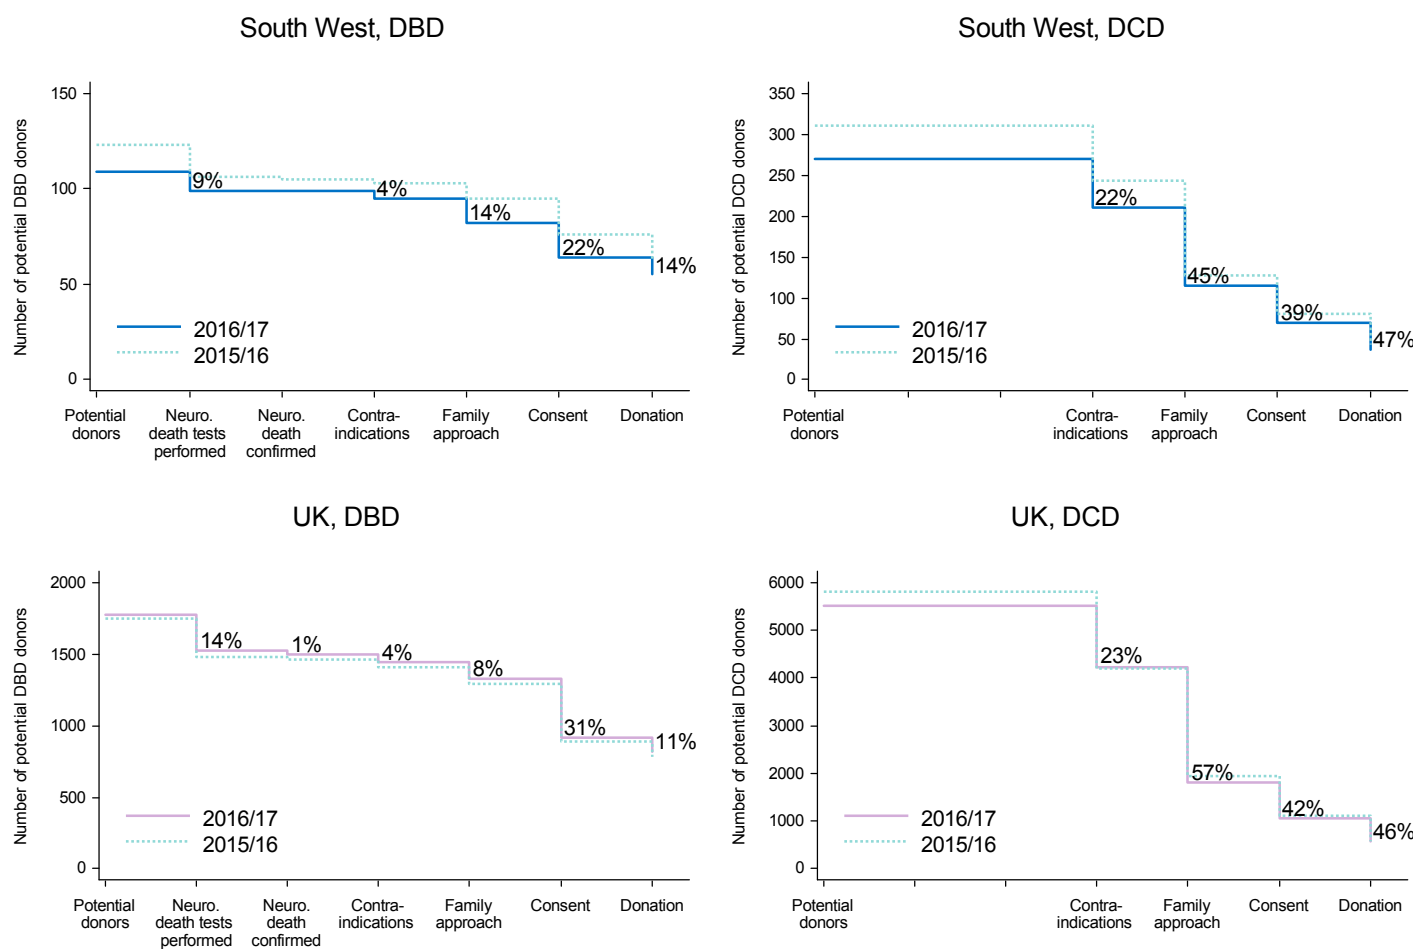 South West, DBD
Number of potential DBD donors
150
100
50
0
9%
4%
14%
22%
14%
2016/17
2015/16
Potential
donors
Neuro.
death tests
performed
Neuro.
death
confirmed
Contra-
indications
Family
approach
Consent
Donation
South West, DCD
Number of potential DCD donors
350
300
250
200
150
100
50
0
22%
45%
39%
47%
2016/17
2015/16
Potential
donors
Contra-
indications
Family
approach
Consent
Donation
UK, DBD
Number of potential DBD donors
2000
1500
1000
500
0
14%
1%
4%
8%
31%
11%
2016/17
2015/16
Potential
donors
Neuro.
death tests
performed
Neuro.
death
confirmed
Contra-
indications
Family
approach
Consent
Donation
UK, DCD
Number of potential DCD donors
6000
5000
4000
3000
2000
1000
0
23%
57%
42%
46%
2016/17
2015/16
Potential
donors
Contra-
indications
Family
approach
Consent
Donation